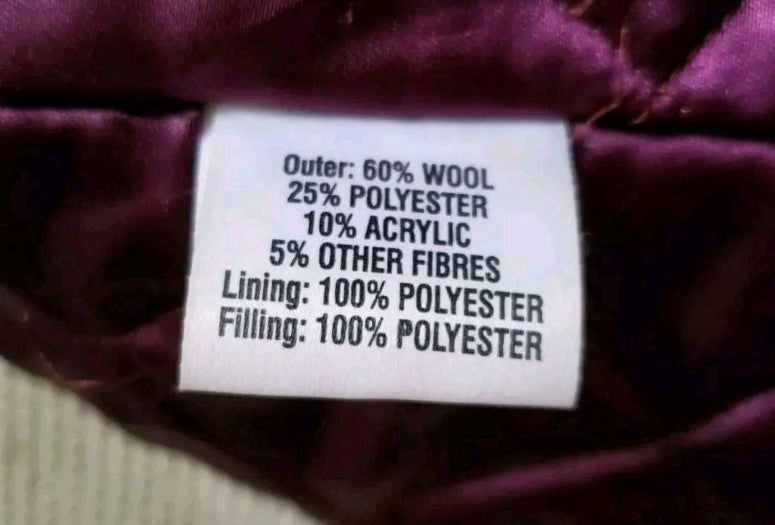 Outer: 60% WOOL
25% POLYESTER
10% ACRYLIC
5% OTHER FIBRES
Lining: 100% POLYESTER
Filling: 100% POLYESTER